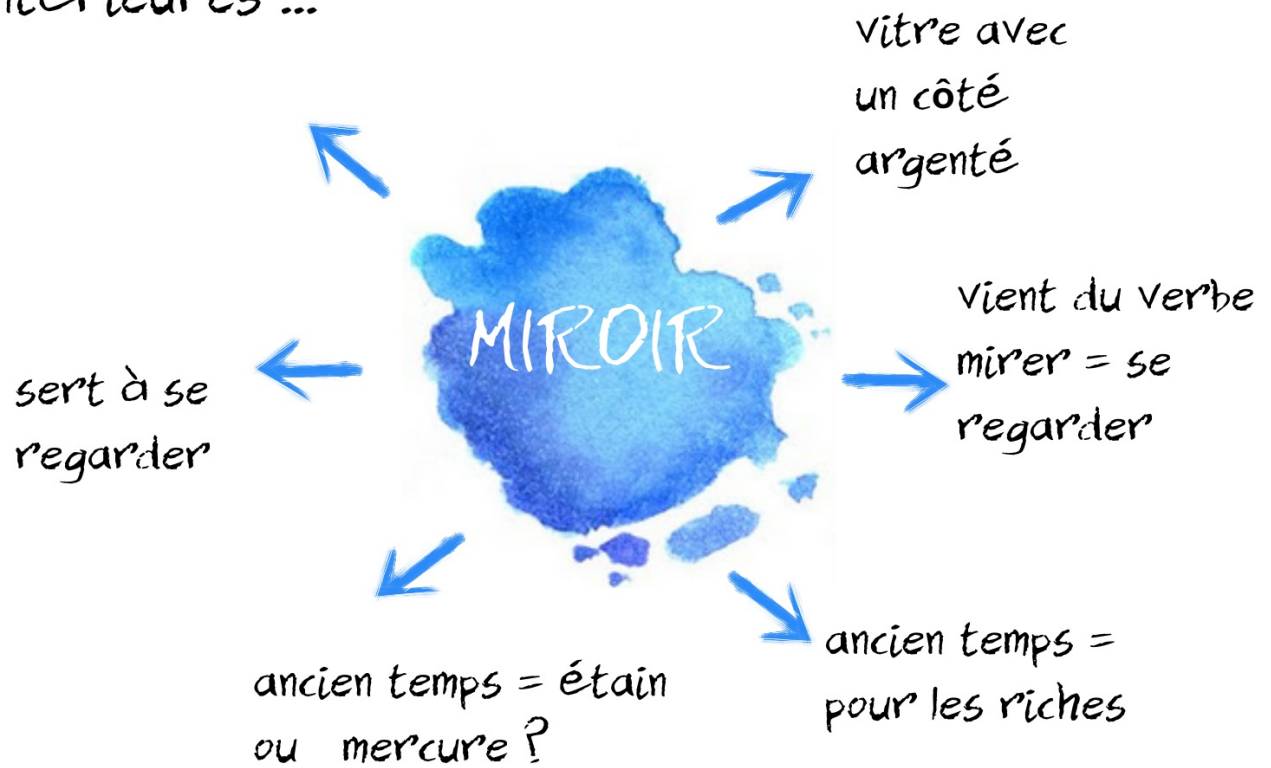 vitre avec
un côté
argenté
MIROIR
vient du verbe
mirer = se
regarder
sert à se
regarder
ancien temps =
pour les riches
ancien temps = étain
ou mercure ?